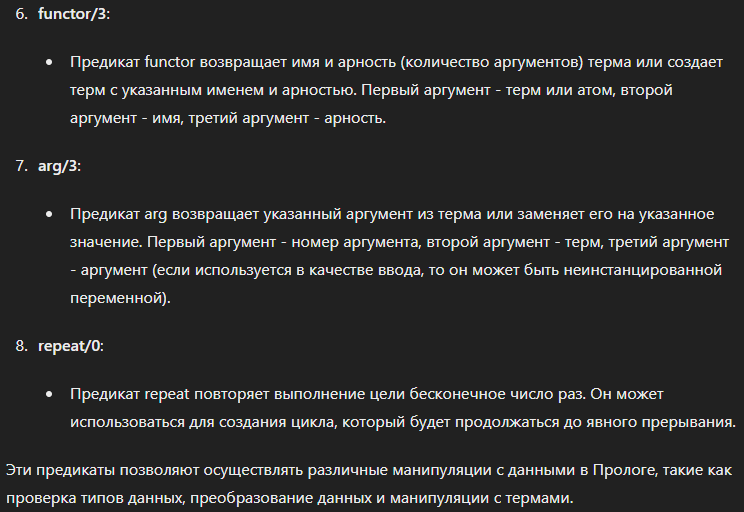 6. functor/3:
• Предикат functor возвращает имя и арность (количество аргументов) терма или создает
терм с указанным именем и арностью. Первый аргумент - терм или атом, второй
аргумент - имя, третий аргумент - арность.
7. arg/3:
• Предикат arg возвращает указанный аргумент из терма или заменяет его на указанное
значение. Первый аргумент - номер аргумента, второй аргумент - терм, третий аргумент
- аргумент (если используется в качестве ввода, то он может быть неинстанцированной
переменной).
8. repeat/0:
• Предикат repeat повторяет выполнение цели бесконечное число раз. Он может
использоваться для создания цикла, который будет продолжаться до явного прерывания.
Эти предикаты позволяют осуществлять различные манипуляции с данными в Прологе, такие как
проверка типов данных, преобразование данных и манипуляции с термами.